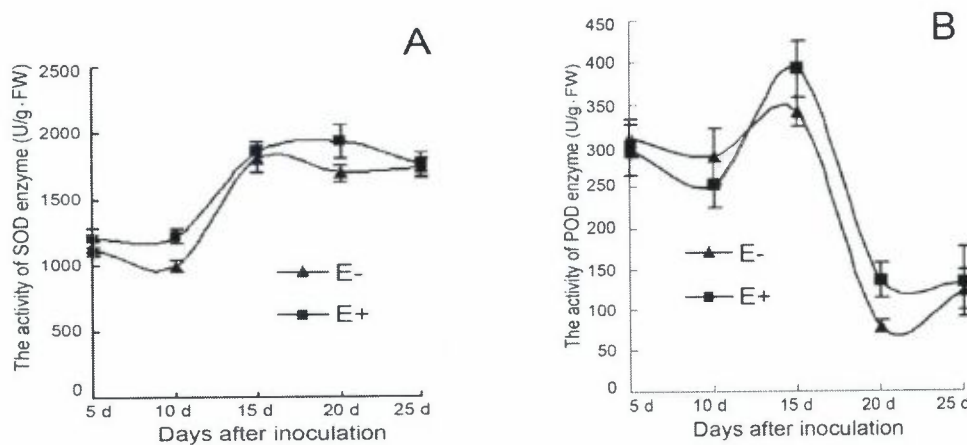 A
The activity of SOD enzyme (U/g·FW)
2500
2000
1500
1000
500
0
E-
E+
5 d 10 d 15 d 20 d 25 d
Days after inoculation
B
The activity of POD enzyme (U/g·FW)
450
400
350
300
250
200
150
100
50
0
E-
E+
5 d 10 d 15 d 20 d 25 d
Days after inoculation